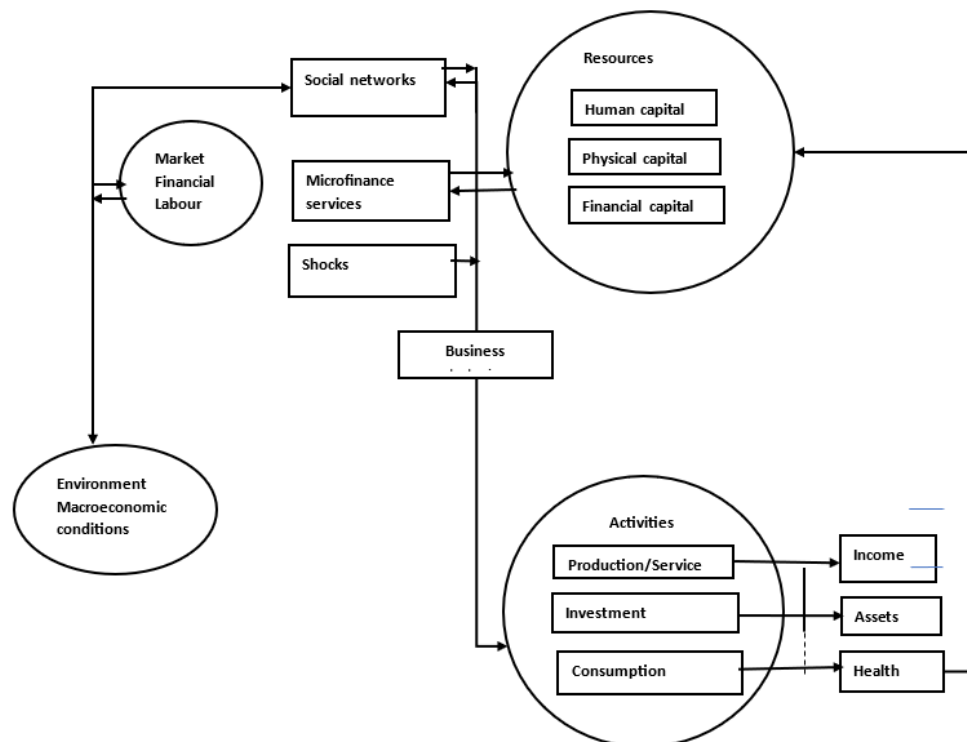 Social networks
Resources
Human capital
Market
Financial
Labour
Physical capital
Microfinance
services
Financial capital
Shocks
Business
Environment
Macroeconomic
conditions
Activities
Production/Service
Income
Investment
Assets
Consumption
Health